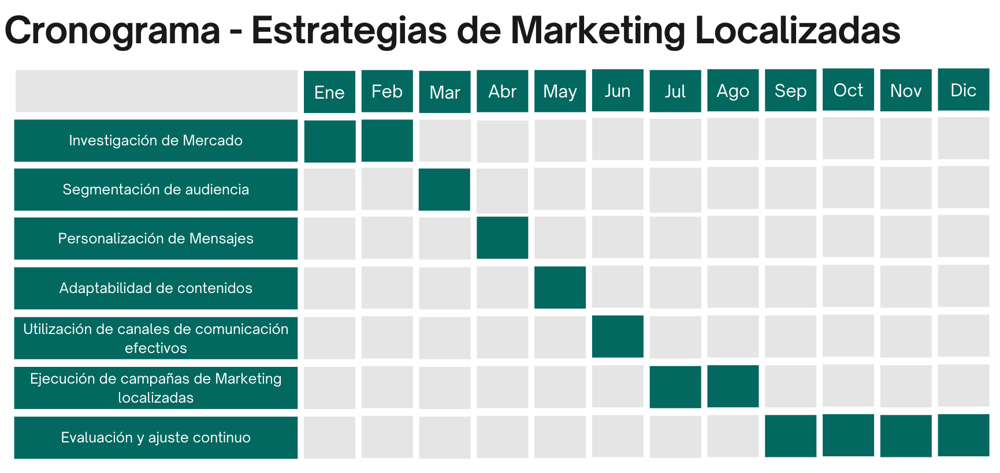 Cronograma - Estrategias de Marketing Localizadas
Ene Feb Mar Abr May Jun Jul Ago Sep Oct Nov Dic
Investigación de Mercado
Segmentación de audiencia
Personalización de Mensajes
Adaptabilidad de contenidos
Utilización de canales de comunicación
efectivos
Ejecución de campañas de Marketing
localizadas
Evaluación y ajuste continuo